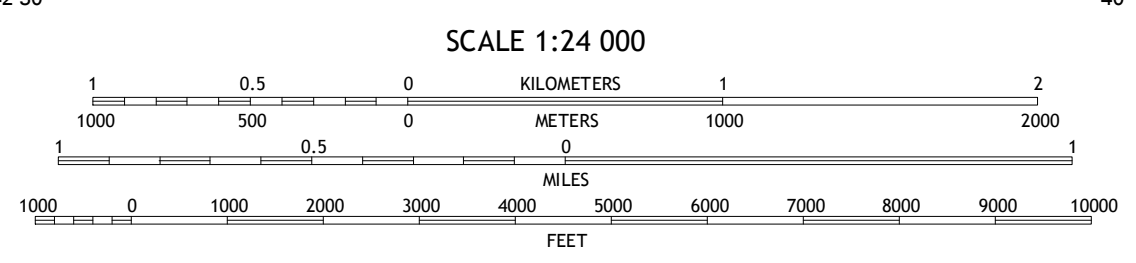 SCALE 1:24 000
1 0.5 0 KILOMETERS 1 2
1000 500 0 METERS 1000 2000
1 0.5 0 1
MILES
1000 0 1000 2000 3000 4000 5000 6000 7000 8000 9000 10000
FEET